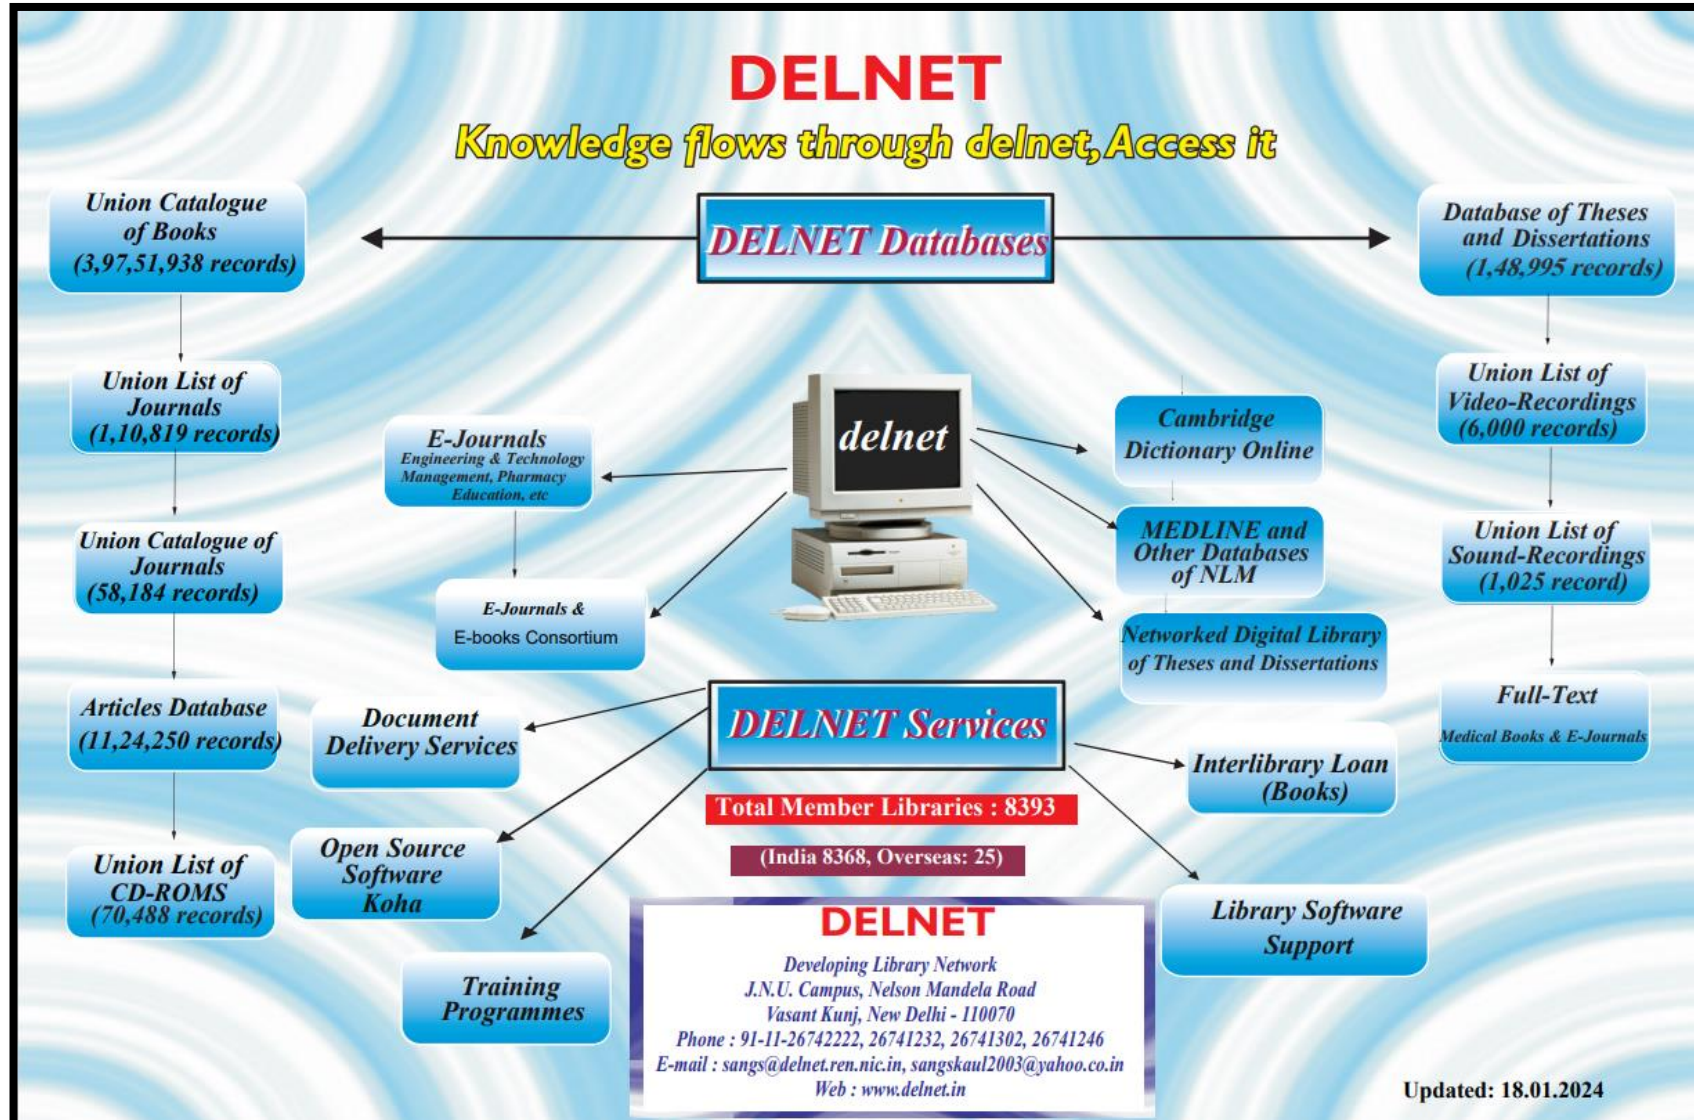 DELNET
Knowledge flows through delnet, Access it
DELNET Databases
Union Catalogue
of Books
(3,97,51,938 records)
Union List of
Journals
(1,10,819 records)
Union Catalogue of
Journals
(58,184 records)
Articles Database
(11,24,250 records)
Union List of
CD-ROMS
(70,488 records)
Database of Theses
and Dissertations
(1,48,995 records)
Union List of
Video-Recordings
(6,000 records)
Union List of
Sound-Recordings
(1,025 record)
Full-Text
Medical Books & E-Journals
delnet
E-Journals
Engineering & Technology
Management, Pharmacy
Education, etc
E-Journals &
E-books Consortium
Cambridge
Dictionary Online
MEDLINE and
Other Databases
of NLM
Networked Digital Library
of Theses and Dissertations
DELNET Services
Document
Delivery Services
Open Source
Software
Koha
Training
Programmes
Interlibrary Loan
(Books)
Library Software
Support
Total Member Libraries : 8393
(India 8368, Overseas: 25)
DELNET
Developing Library Network
J.N.U. Campus, Nelson Mandela Road
Vasant Kunj, New Delhi - 110070
Phone : 91-11-26742222, 26741232, 26741302, 26741246
E-mail : sangs@delnet.ren.nic.in, sangskaul2003@yahoo.co.in
Web : www.delnet.in
Updated: 18.01.2024